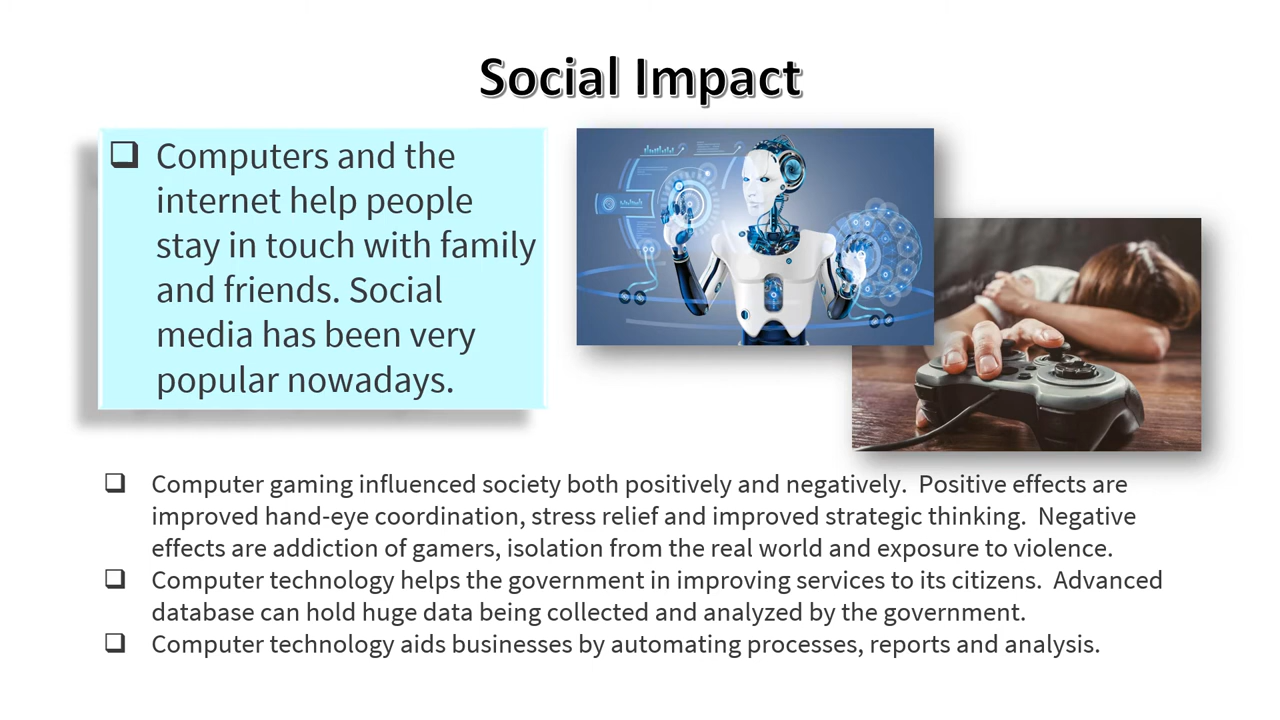 Social Impact
❑ Computers and the
internet help people
stay in touch with family
and friends. Social
media has been very
popular nowadays.
❑ Computer gaming influenced society both positively and negatively.  Positive effects are
improved hand-eye coordination, stress relief and improved strategic thinking.  Negative
effects are addiction of gamers, isolation from the real world and exposure to violence.
❑ Computer technology helps the government in improving services to its citizens.  Advanced
database can hold huge data being collected and analyzed by the government.
❑ Computer technology aids businesses by automating processes, reports and analysis.